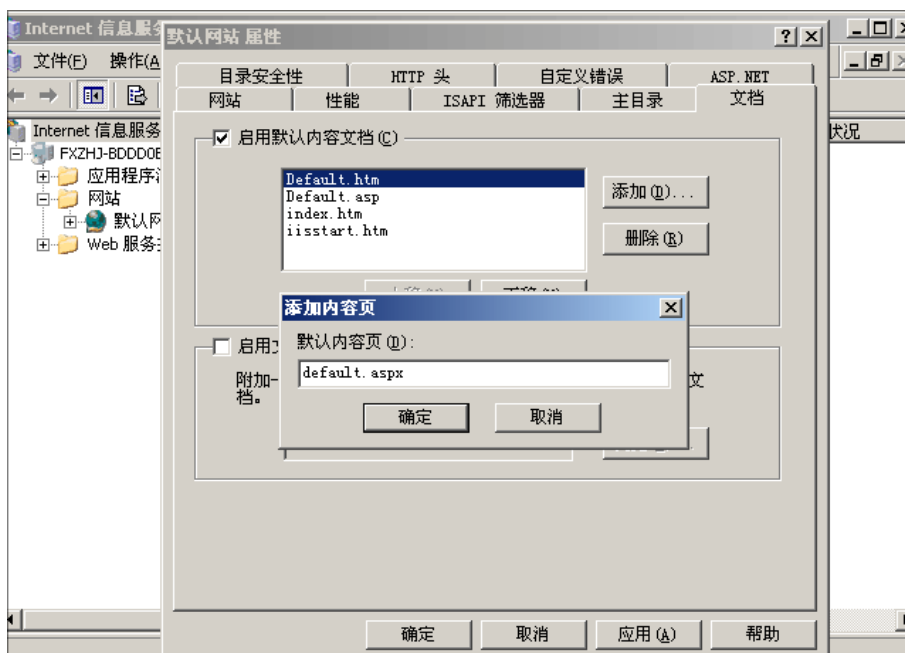 Internet 信息服务
默认网站 属性
文件(F) 操作(A
目录安全性 HTTP 头 自定义错误 ASP.NET
网站 性能 ISAPI 筛选器 主目录 文档
Internet 信息服务
状况
FXZHJ-BDDD0E
应用程序池
网站
默认网
Web 服务
启用默认内容文档(C)
Default.htm
Default.asp
index.htm
iisstart.htm
添加(D)...
删除(R)
添加内容页
默认内容页(D):
default.aspx
确定 取消
启用文
附加一
文
档。
确定 取消 应用(A) 帮助